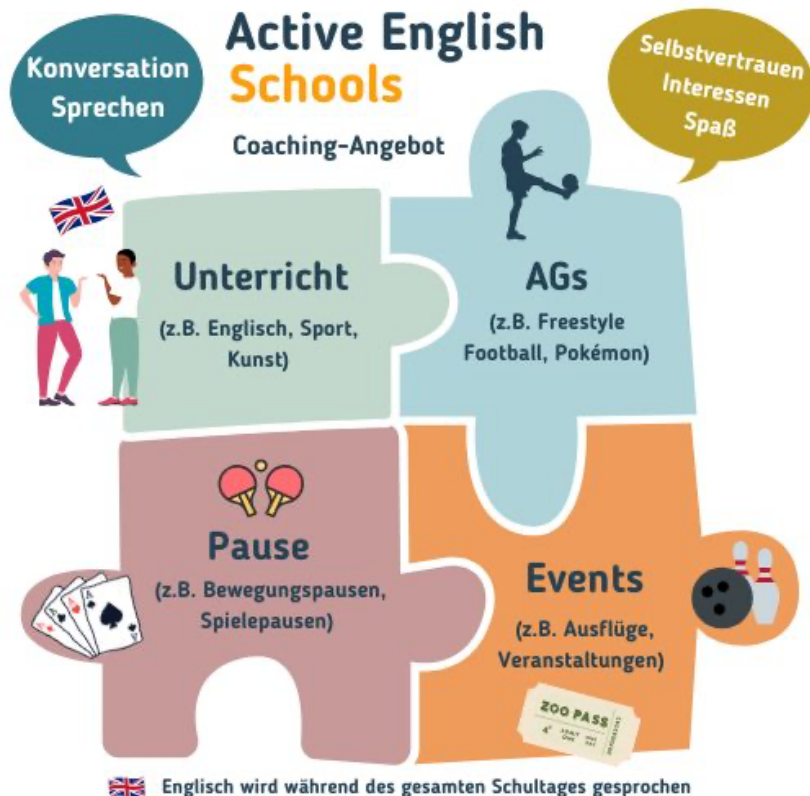 Active English
Schools
Coaching-Angebot
Konversation
Sprechen
Selbstvertrauen
Interessen
Spaß
Unterricht
(z.B. Englisch, Sport,
Kunst)
AGs
(z.B. Freestyle
Football, Pokémon)
Pause
(z.B. Bewegungspausen,
Spielepausen)
Events
(z.B. Ausflüge,
Veranstaltungen)
ZOO PASS
Englisch wird während des gesamten Schultages gesprochen